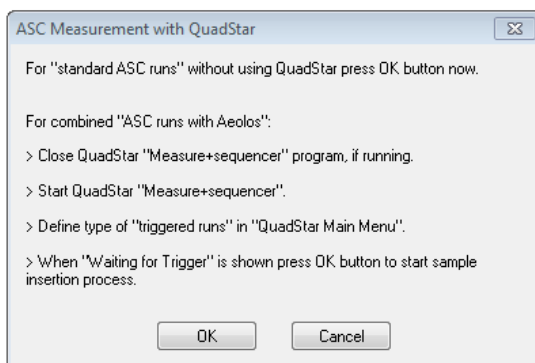 ASC Measurement with QuadStar
For "standard ASC runs" without using QuadStar press OK button now.
For combined "ASC runs with Aeolos":
> Close QuadStar "Measure+sequencer" program, if running.
> Start QuadStar "Measure+sequencer".
> Define type of "triggered runs" in "QuadStar Main Menu".
> When "Waiting for Trigger" is shown press OK button to start sample
insertion process.
OK
Cancel